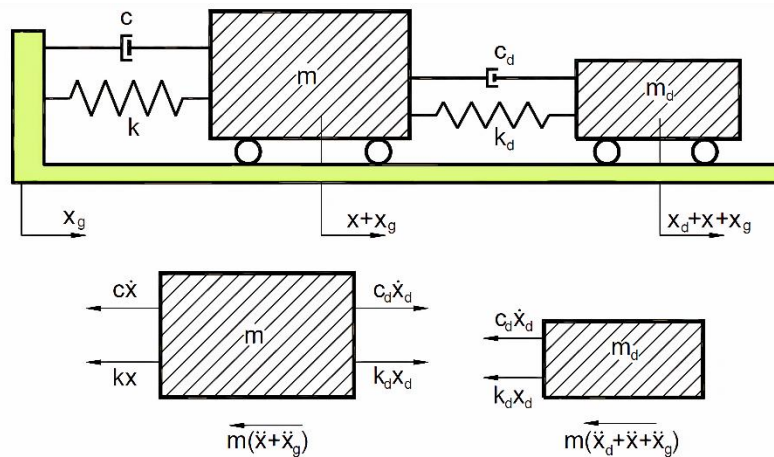 c
k
m
c_d
k_d
m_d
x_g
x+x_g
x_d+x+x_g
cẋ
kx
m
c_dẋ_d
k_dx_d
m(ẍ+ẍ_g)
c_dẋ_d
k_dx_d
m_d
m(ẍ_d+ẍ+ẍ_g)